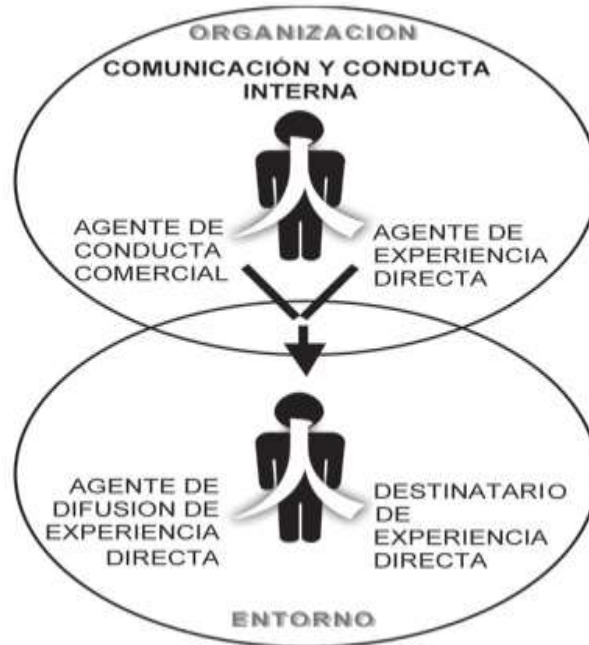 ORGANIZACION
COMUNICACIÓN Y CONDUCTA
INTERNA
AGENTE DE
CONDUCTA
COMERCIAL
AGENTE DE
EXPERIENCIA
DIRECTA
AGENTE DE
DIFUSION DE
EXPERIENCIA
DIRECTA
DESTINATARIO
DE
EXPERIENCIA
DIRECTA
ENTORNO